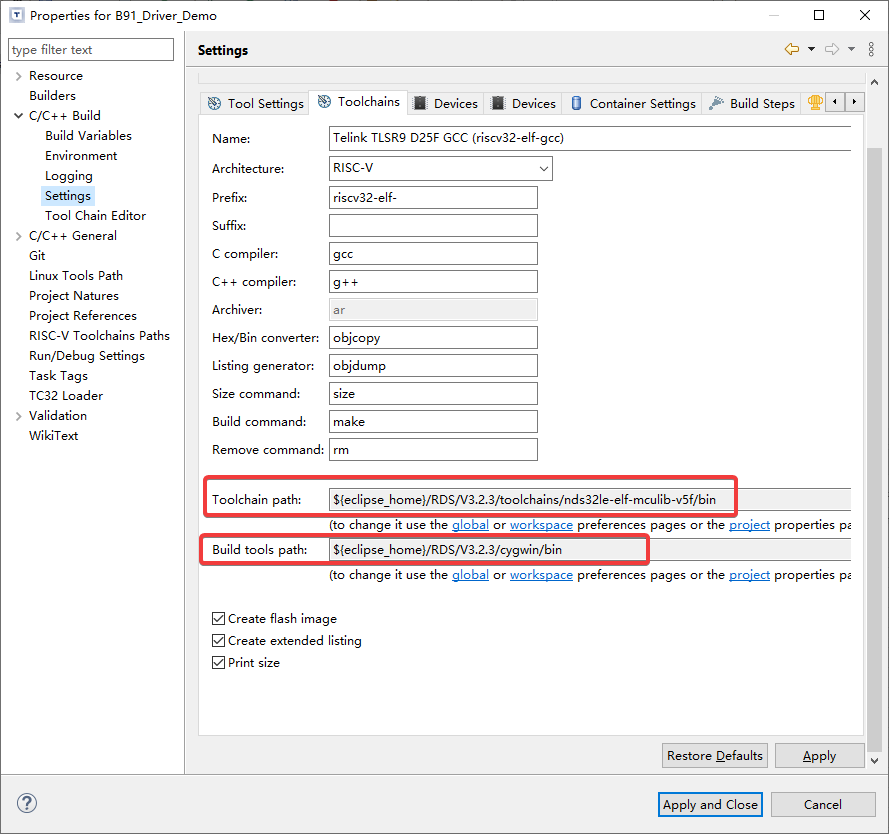 Properties for B91_Driver_Demo
type filter text
Settings
Resource
Builders
C/C++ Build
Build Variables
Environment
Logging
Settings
Tool Chain Editor
C/C++ General
Git
Linux Tools Path
Project Natures
Project References
RISC-V Toolchains Paths
Run/Debug Settings
Task Tags
TC32 Loader
Validation
WikiText
Tool Settings Toolchains Devices Devices Container Settings Build Steps
Name: Telink TLSR9 D25F GCC (riscv32-elf-gcc)
Architecture: RISC-V
Prefix: riscv32-elf-
Suffix:
C compiler: gcc
C++ compiler: g++
Archiver: ar
Hex/Bin converter: objcopy
Listing generator: objdump
Size command: size
Build command: make
Remove command: rm
Toolchain path: ${eclipse_home}/RDS/V3.2.3/toolchains/nds32le-elf-mculib-v5f/bin
(to change it use the global or workspace preferences pages or the project properties pa
Build tools path: ${eclipse_home}/RDS/V3.2.3/cygwin/bin
(to change it use the global or workspace preferences pages or the project properties pa
Create flash image
Create extended listing
Print size
Restore Defaults Apply
? Apply and Close Cancel